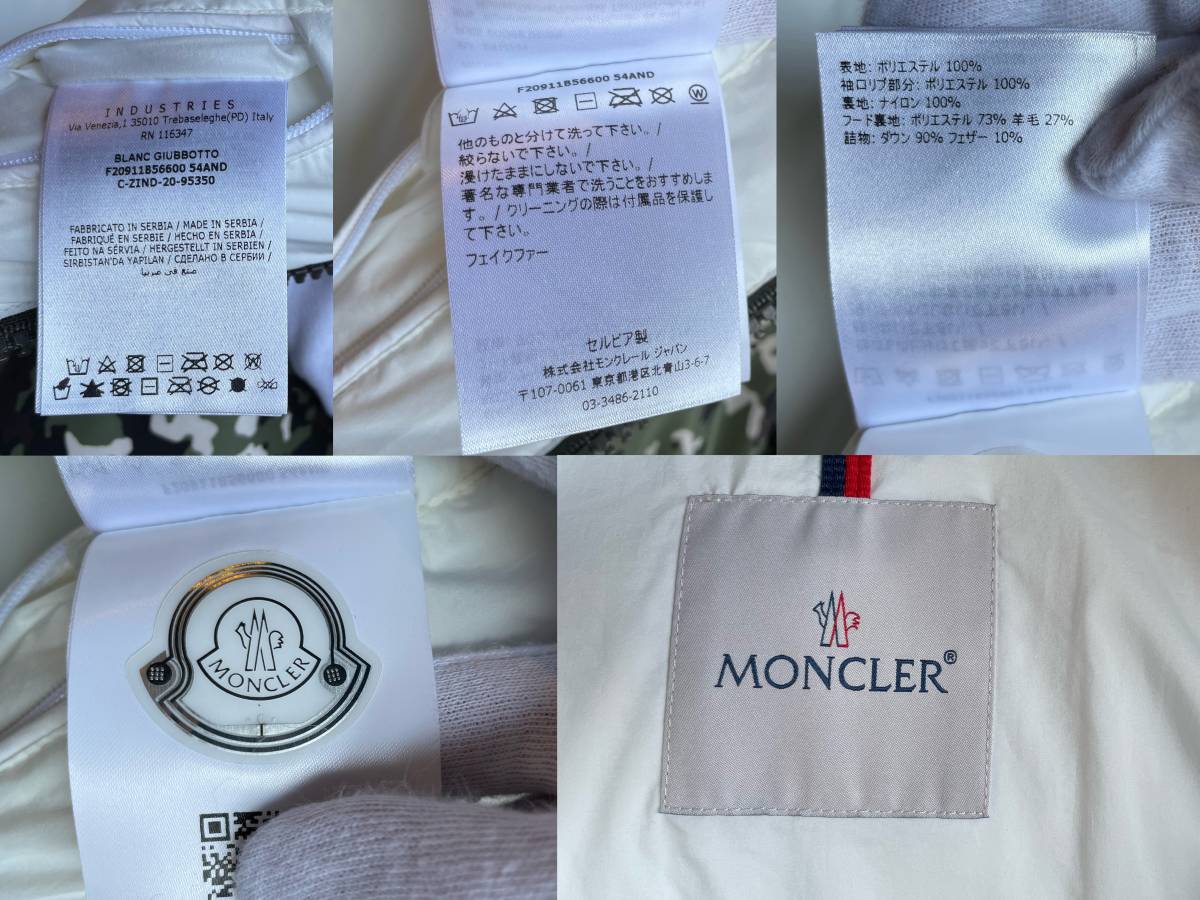 INDUSTRIES
Via Venezia,1 35010 Trebaseleghe(PD) Italy
RN 116347
BLANC GIUBBOTTO
F20911B56600 54AND
C-ZIND-20-95350
FABBRICATO IN SERBIA / MADE IN SERBIA /
FABRIQUÉ EN SERBIE / HECHO EN SERBIA /
FEITO NA SÉRVIA / HERGESTELLT IN SERBIEN /
SIRBISTAN'DA YAPILAN / СДЕЛАНО В СЕРБИИ /
صنع في صربيا
F20911B56600 54AND
他のものと分けて洗って下さい。/
絞らないで下さい。/
浸けたままにしないで下さい。/
著名な専門業者で洗うことをおすすめしま
す。/ クリーニングの際は付属品を保護し
て下さい。
フェイクファー
セルビア製
株式会社モンクレール ジャパン
〒107-0061 東京都港区北青山3-6-7
03-3486-2110
表地: ポリエステル 100%
袖口リブ部分: ポリエステル 100%
裏地: ナイロン 100%
フード裏地: ポリエステル 73% 羊毛 27%
詰物: ダウン 90% フェザー 10%
MONCLER
MONCLER®